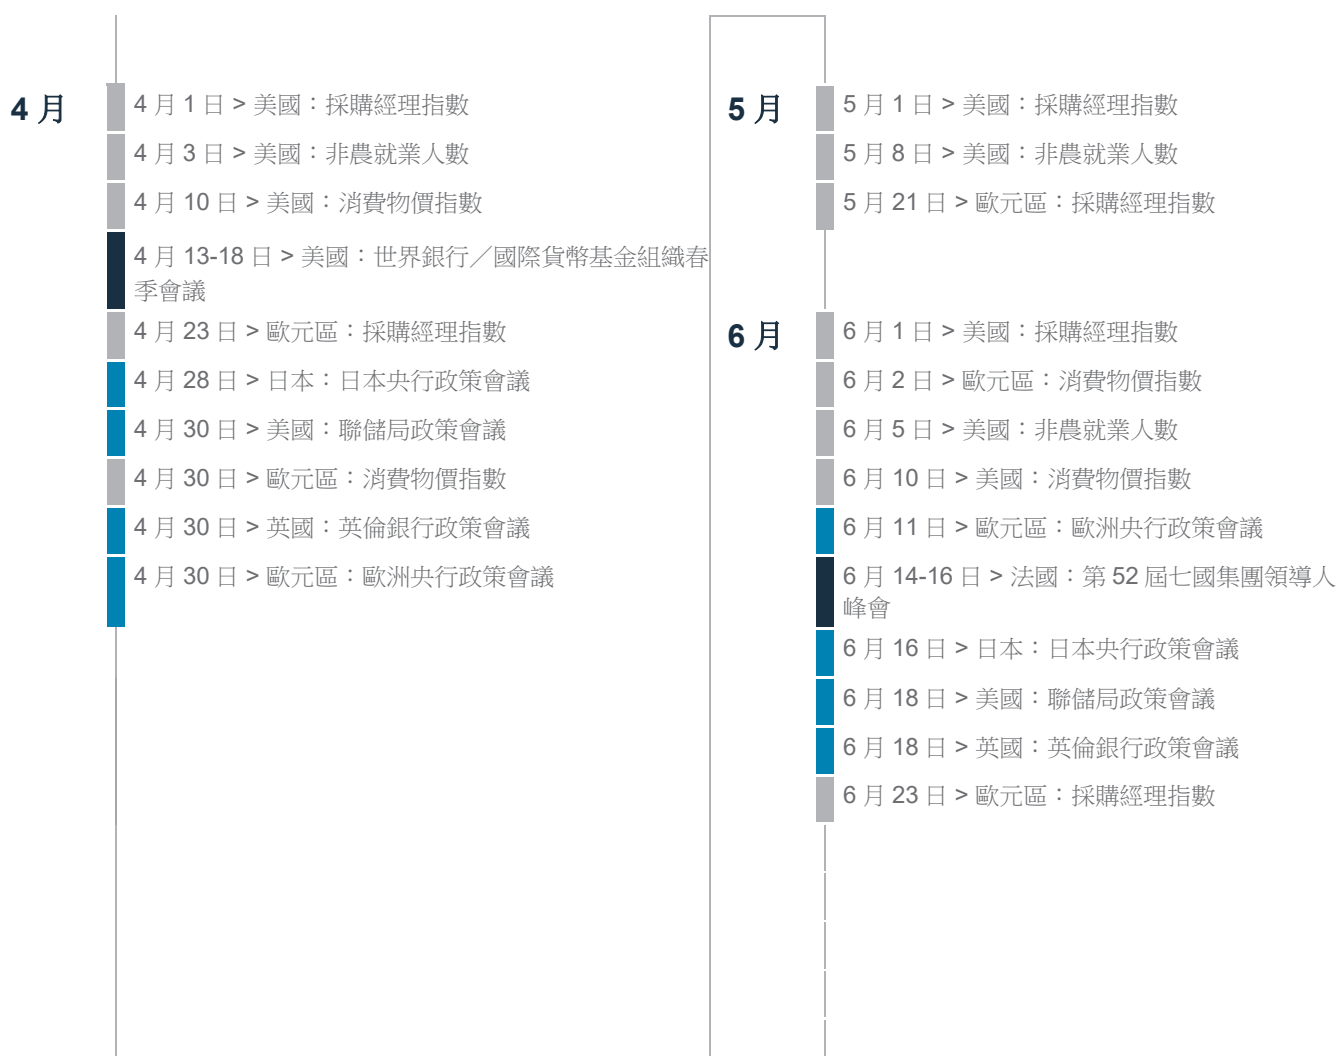 4 月
4 月 1 日 > 美國：採購經理指數
4 月 3 日 > 美國：非農就業人數
4 月 10 日 > 美國：消費物價指數
4 月 13-18 日 > 美國：世界銀行／國際貨幣基金組織春
季會議
4 月 23 日 > 歐元區：採購經理指數
4 月 28 日 > 日本：日本央行政策會議
4 月 30 日 > 美國：聯儲局政策會議
4 月 30 日 > 歐元區：消費物價指數
4 月 30 日 > 英國：英倫銀行政策會議
4 月 30 日 > 歐元區：歐洲央行政策會議
5 月
5 月 1 日 > 美國：採購經理指數
5 月 8 日 > 美國：非農就業人數
5 月 21 日 > 歐元區：採購經理指數
6 月
6 月 1 日 > 美國：採購經理指數
6 月 2 日 > 歐元區：消費物價指數
6 月 5 日 > 美國：非農就業人數
6 月 10 日 > 美國：消費物價指數
6 月 11 日 > 歐元區：歐洲央行政策會議
6 月 14-16 日 > 法國：第 52 屆七國集團領導人
峰會
6 月 16 日 > 日本：日本央行政策會議
6 月 18 日 > 美國：聯儲局政策會議
6 月 18 日 > 英國：英倫銀行政策會議
6 月 23 日 > 歐元區：採購經理指數